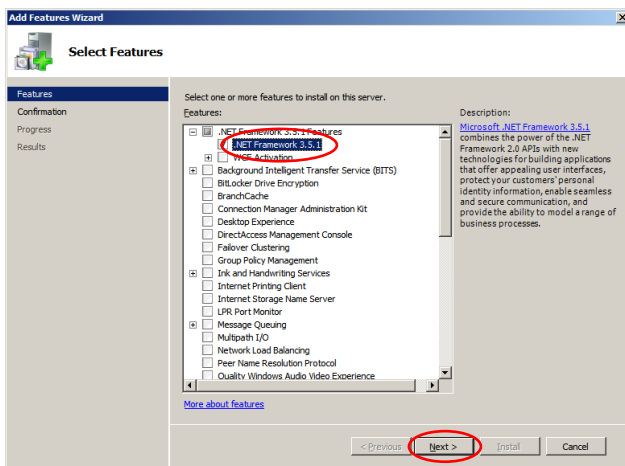 Add Features Wizard
Select Features
Features
Confirmation
Progress
Results
Select one or more features to install on this server.
Features:
.NET Framework 3.5.1 Features
.NET Framework 3.5.1
WCF Activation
Background Intelligent Transfer Service (BITS)
BitLocker Drive Encryption
BranchCache
Connection Manager Administration Kit
Desktop Experience
DirectAccess Management Console
Failover Clustering
Group Policy Management
Ink and Handwriting Services
Internet Printing Client
Internet Storage Name Server
LPR Port Monitor
Message Queuing
Multipath I/O
Network Load Balancing
Peer Name Resolution Protocol
Quality Windows Audio Video Experience
More about features
Description:
Microsoft .NET Framework 3.5.1
combines the power of the .NET
Framework 2.0 APIs with new
technologies for building applications
that offer appealing user interfaces,
protect your customers' personal
identity information, enable seamless
and secure communication, and
provide the ability to model a range of
business processes.
< Previous
Next >
Install
Cancel